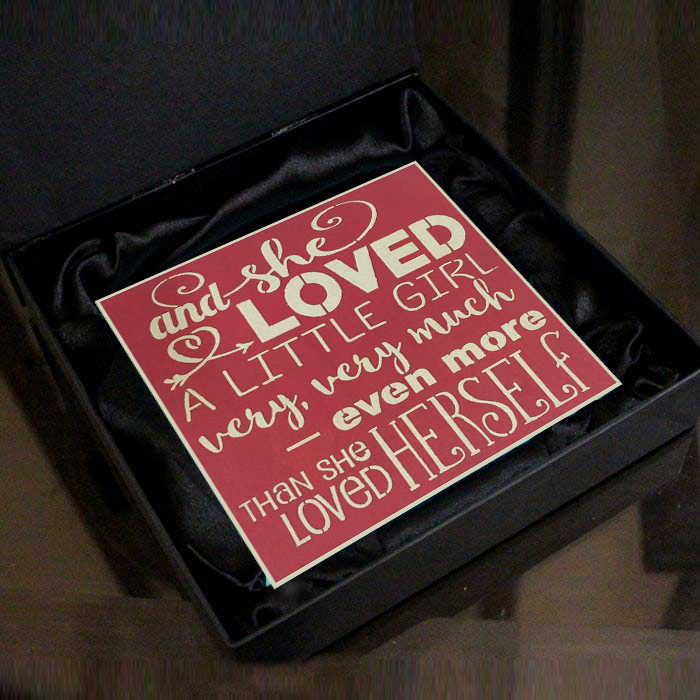 and she
LOVED
A LITTLE GIRL
very, very much
— even more
THaN SHe
LOVeD HERSELf